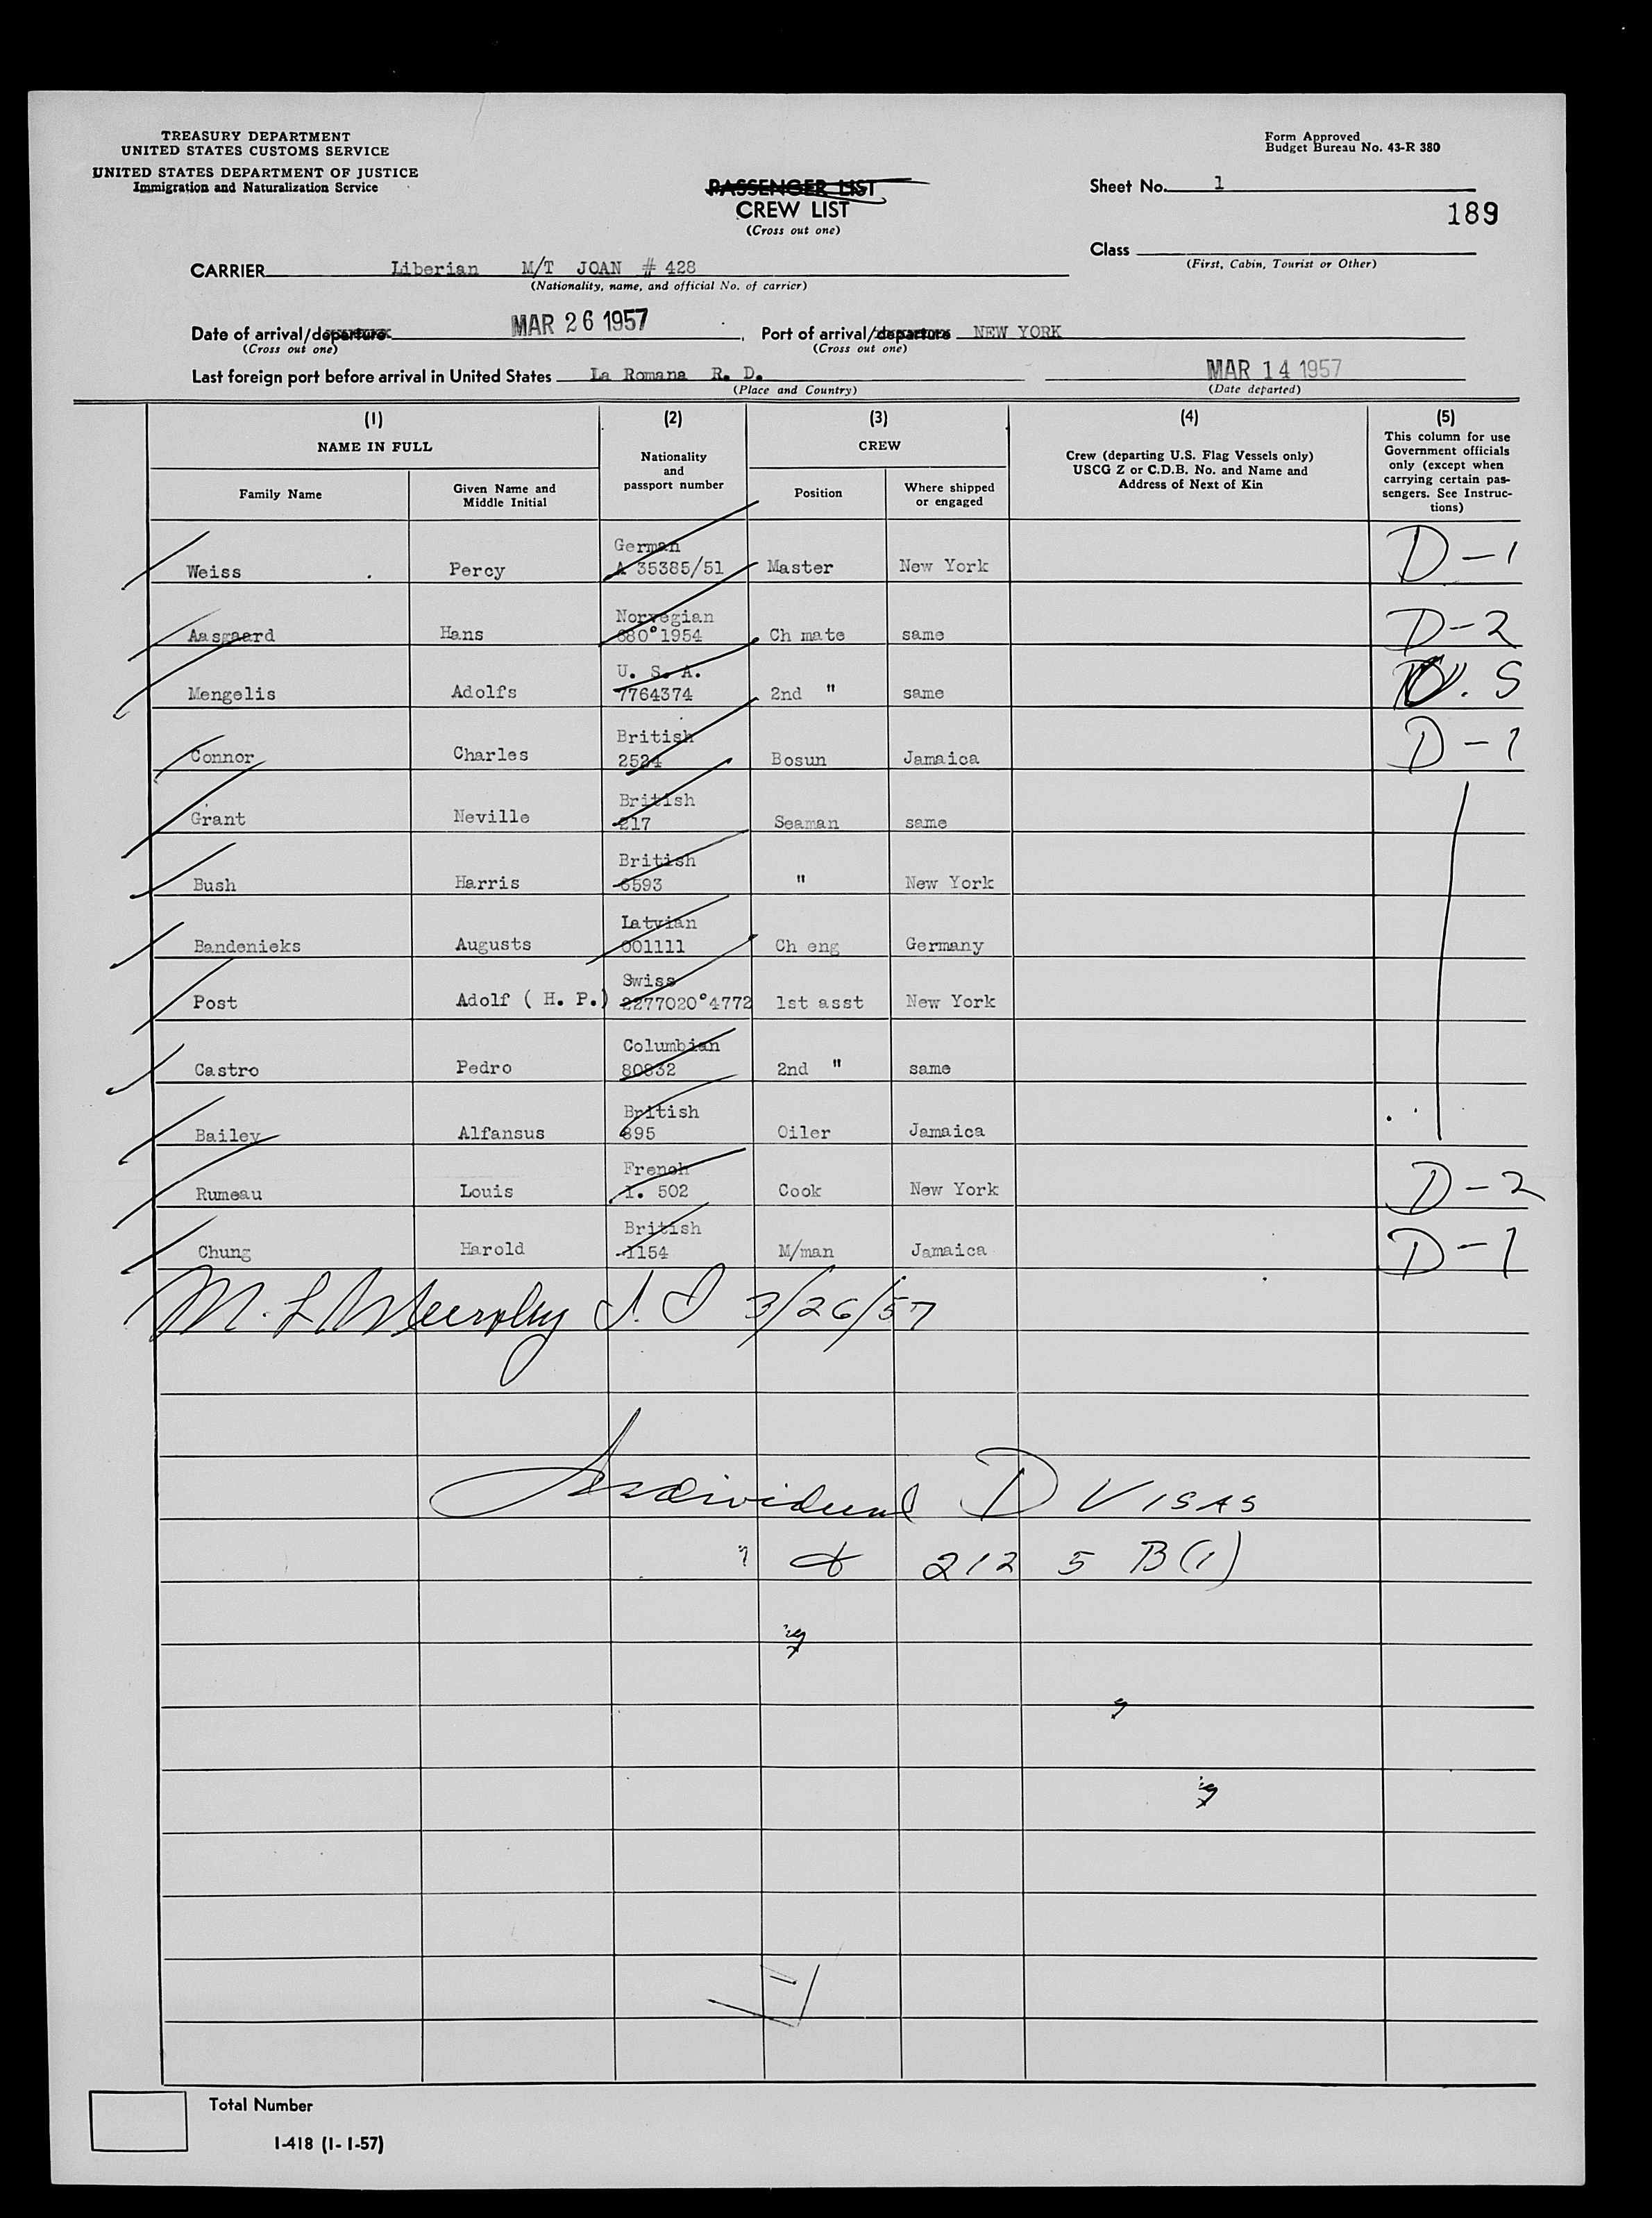 TREASURY DEPARTMENT
UNITED STATES CUSTOMS SERVICE
UNITED STATES DEPARTMENT OF JUSTICE
Immigration and Naturalization Service
Form Approved
Budget Bureau No. 43-R 380
PASSENGER LIST
CREW LIST
(Cross out one)
Sheet No. 1
189
Class
(First, Cabin, Tourist or Other)
CARRIER Liberian M/T JOAN # 428
(Nationality, name, and official No. of carrier)
Date of arrival/departure MAR 26 1957, Port of arrival/departure NEW YORK
(Cross out one) (Cross out one)
Last foreign port before arrival in United States La Romana R. D. MAR 14 1957
(Place and Country) (Date departed)
(1) (2) (3) (4) (5)
NAME IN FULL
Family Name
Given Name and
Middle Initial
Nationality
and
passport number
CREW
Position
Where shipped
or engaged
Crew (departing U.S. Flag Vessels only)
USCG Z or C.D.B. No. and Name and
Address of Next of Kin
This column for use
Government officials
only (except when
carrying certain pas-
sengers. See Instruc-
tions)
German
Weiss Percy A 35385/51 Master New York D-1
Norwegian
Aasgaard Hans 680°1954 Ch mate same D-2
U. S. A.
Mengelis Adolfs 7764374 2nd " same U. S
British
Connor Charles 2524 Bosun Jamaica D-1
British
Grant Neville 217 Seaman same
British
Bush Harris 6593 " New York
Latvian
Bandenieks Augusts 001111 Ch eng Germany
Swiss
Post Adolf ( H. P.) 2277020°4772 1st asst New York
Columbian
Castro Pedro 80832 2nd " same
British
Bailey Alfansus 895 Oiler Jamaica
French
Rumeau Louis 1. 502 Cook New York D-2
British
Chung Harold 1154 M/man Jamaica D-1
M. L Murphy I. I 3/26/57
Individual D VISAS
& 212 5 B(1)
Total Number
I-418 (1-1-57)